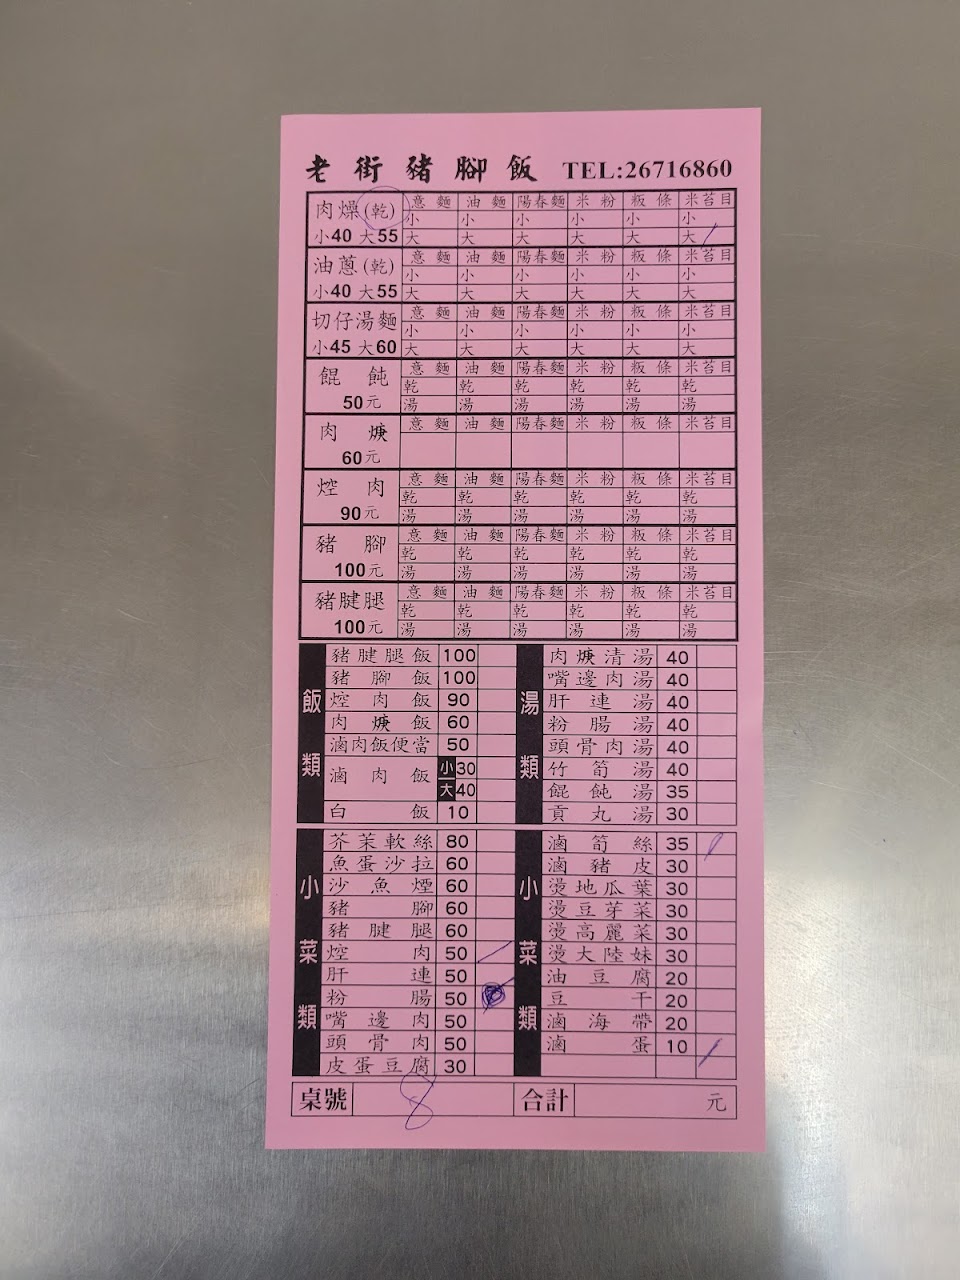 老街豬腳飯 TEL:26716860
肉燥(乾) 意麵 油麵 陽春麵 米粉 粄條 米苔目
小 小 小 小 小 小
小40 大55 大 大 大 大 大 大 /
油蔥(乾) 意麵 油麵 陽春麵 米粉 粄條 米苔目
小 小 小 小 小 小
小40 大55 大 大 大 大 大 大
切仔湯麵 意麵 油麵 陽春麵 米粉 粄條 米苔目
小 小 小 小 小 小
小45 大60 大 大 大 大 大 大
餛飩 意麵 油麵 陽春麵 米粉 粄條 米苔目
乾 乾 乾 乾 乾 乾
50元 湯 湯 湯 湯 湯 湯
肉焿 意麵 油麵 陽春麵 米粉 粄條 米苔目
60元
焢肉 意麵 油麵 陽春麵 米粉 粄條 米苔目
乾 乾 乾 乾 乾 乾
90元 湯 湯 湯 湯 湯 湯
豬腳 意麵 油麵 陽春麵 米粉 粄條 米苔目
乾 乾 乾 乾 乾 乾
100元 湯 湯 湯 湯 湯 湯
豬腱腿 意麵 油麵 陽春麵 米粉 粄條 米苔目
乾 乾 乾 乾 乾 乾
100元 湯 湯 湯 湯 湯 湯
飯類
豬腱腿飯 100
豬腳飯 100
焢肉飯 90
肉焿飯 60
滷肉飯便當 50
滷肉飯 小30
大40
白飯 10
湯類
肉焿清湯 40
嘴邊肉湯 40
肝連湯 40
粉腸湯 40
頭骨肉湯 40
竹筍湯 40
餛飩湯 35
貢丸湯 30
小菜類
芥茉軟絲 80
魚蛋沙拉 60
沙魚煙 60
豬腳 60
豬腱腿 60
焢肉 50 /
肝連 50
粉腸 50
嘴邊肉 50
頭骨肉 50
皮蛋豆腐 30
小菜類
滷筍絲 35 /
滷豬皮 30
燙地瓜葉 30
燙豆芽菜 30
燙高麗菜 30
燙大陸妹 30
油豆腐 20
豆干 20
滷海帶 20
滷蛋 10 /
桌號 8 合計 元